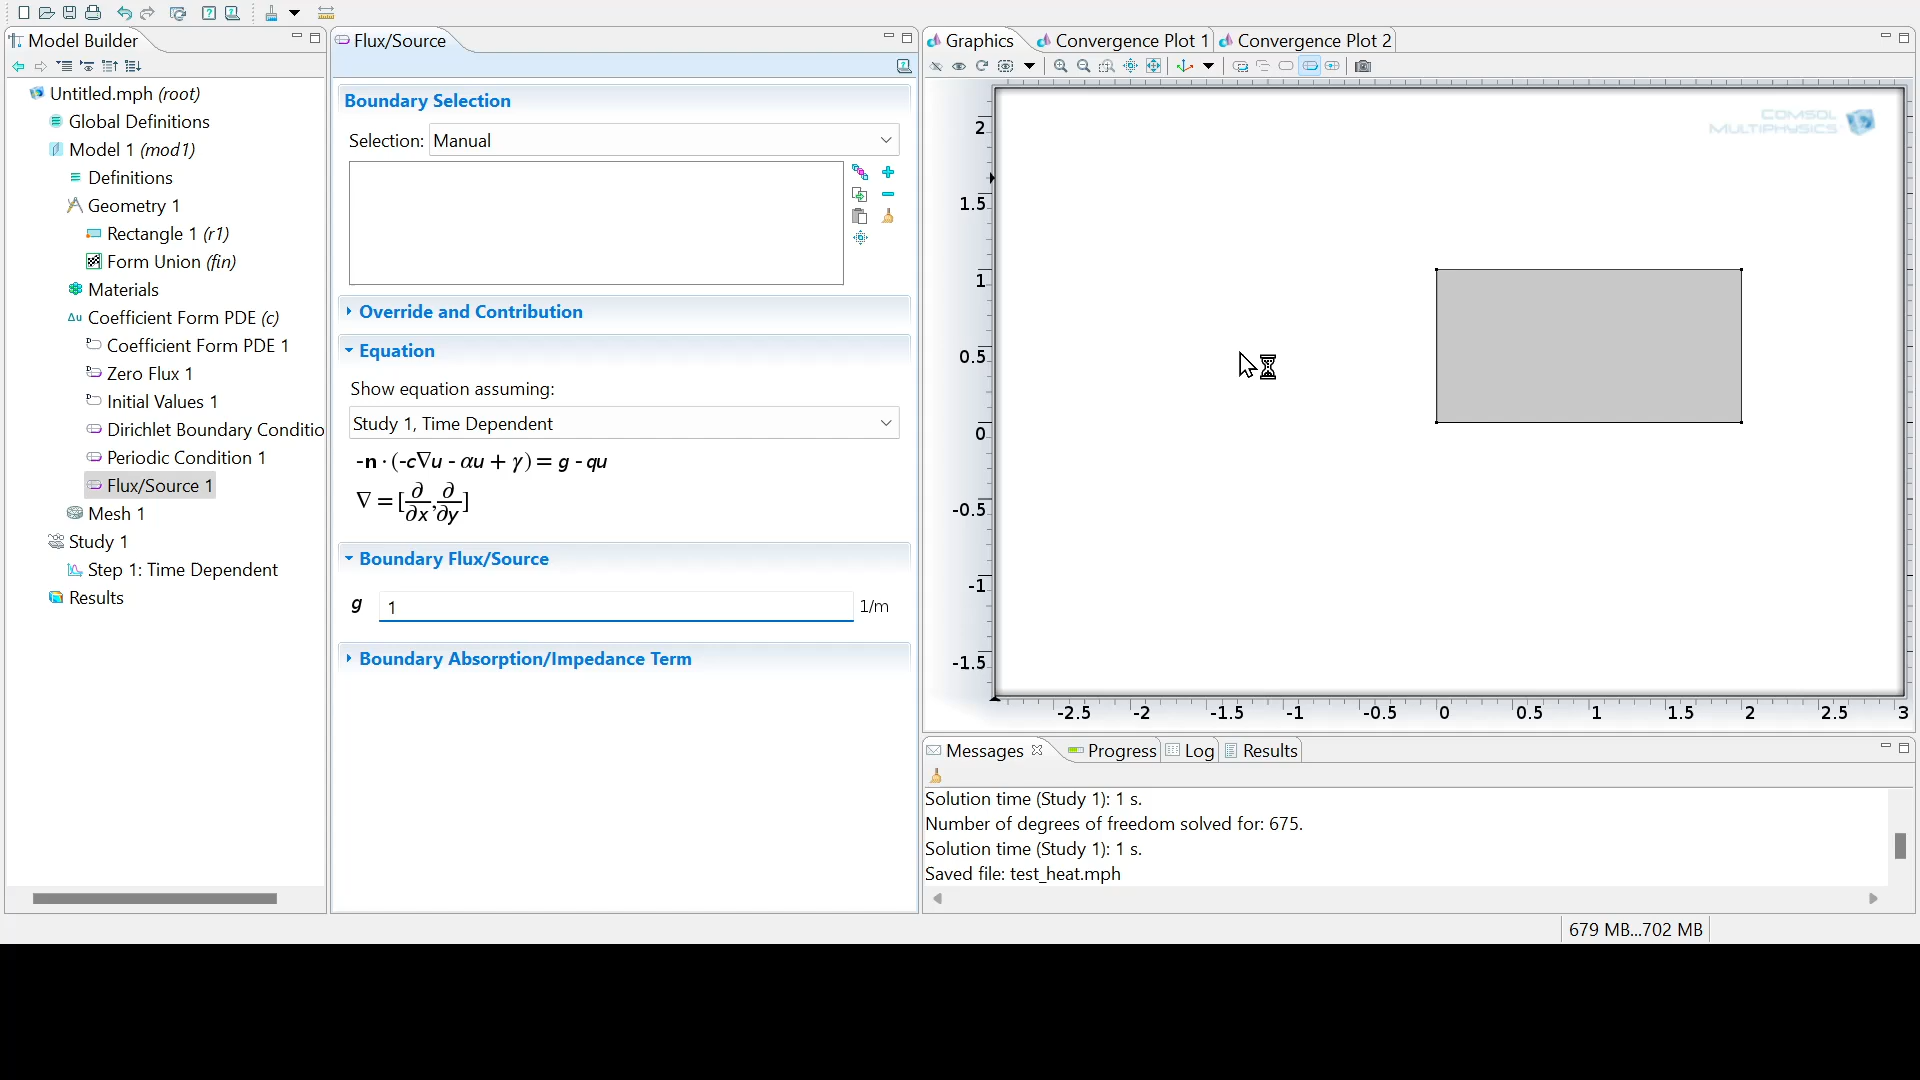 Model Builder
Untitled.mph (root)
Global Definitions
Model 1 (mod1)
Definitions
Geometry 1
Rectangle 1 (r1)
Form Union (fin)
Materials
Δu Coefficient Form PDE (c)
Coefficient Form PDE 1
Zero Flux 1
Initial Values 1
Dirichlet Boundary Conditio
Periodic Condition 1
Flux/Source 1
Mesh 1
Study 1
Step 1: Time Dependent
Results
Flux/Source
Boundary Selection
Selection: Manual
Override and Contribution
Equation
Show equation assuming:
Study 1, Time Dependent
-n · (-c∇u - αu + γ) = g - qu
∇ = [∂/∂x, ∂/∂y]
Boundary Flux/Source
g 1 1/m
Boundary Absorption/Impedance Term
Graphics Convergence Plot 1 Convergence Plot 2
COMSOL
MULTIPHYSICS
2
1.5
1
0.5
0
-0.5
-1
-1.5
-2.5 -2 -1.5 -1 -0.5 0 0.5 1 1.5 2 2.5 3
Messages Progress Log Results
Solution time (Study 1): 1 s.
Number of degrees of freedom solved for: 675.
Solution time (Study 1): 1 s.
Saved file: test_heat.mph
679 MB...702 MB